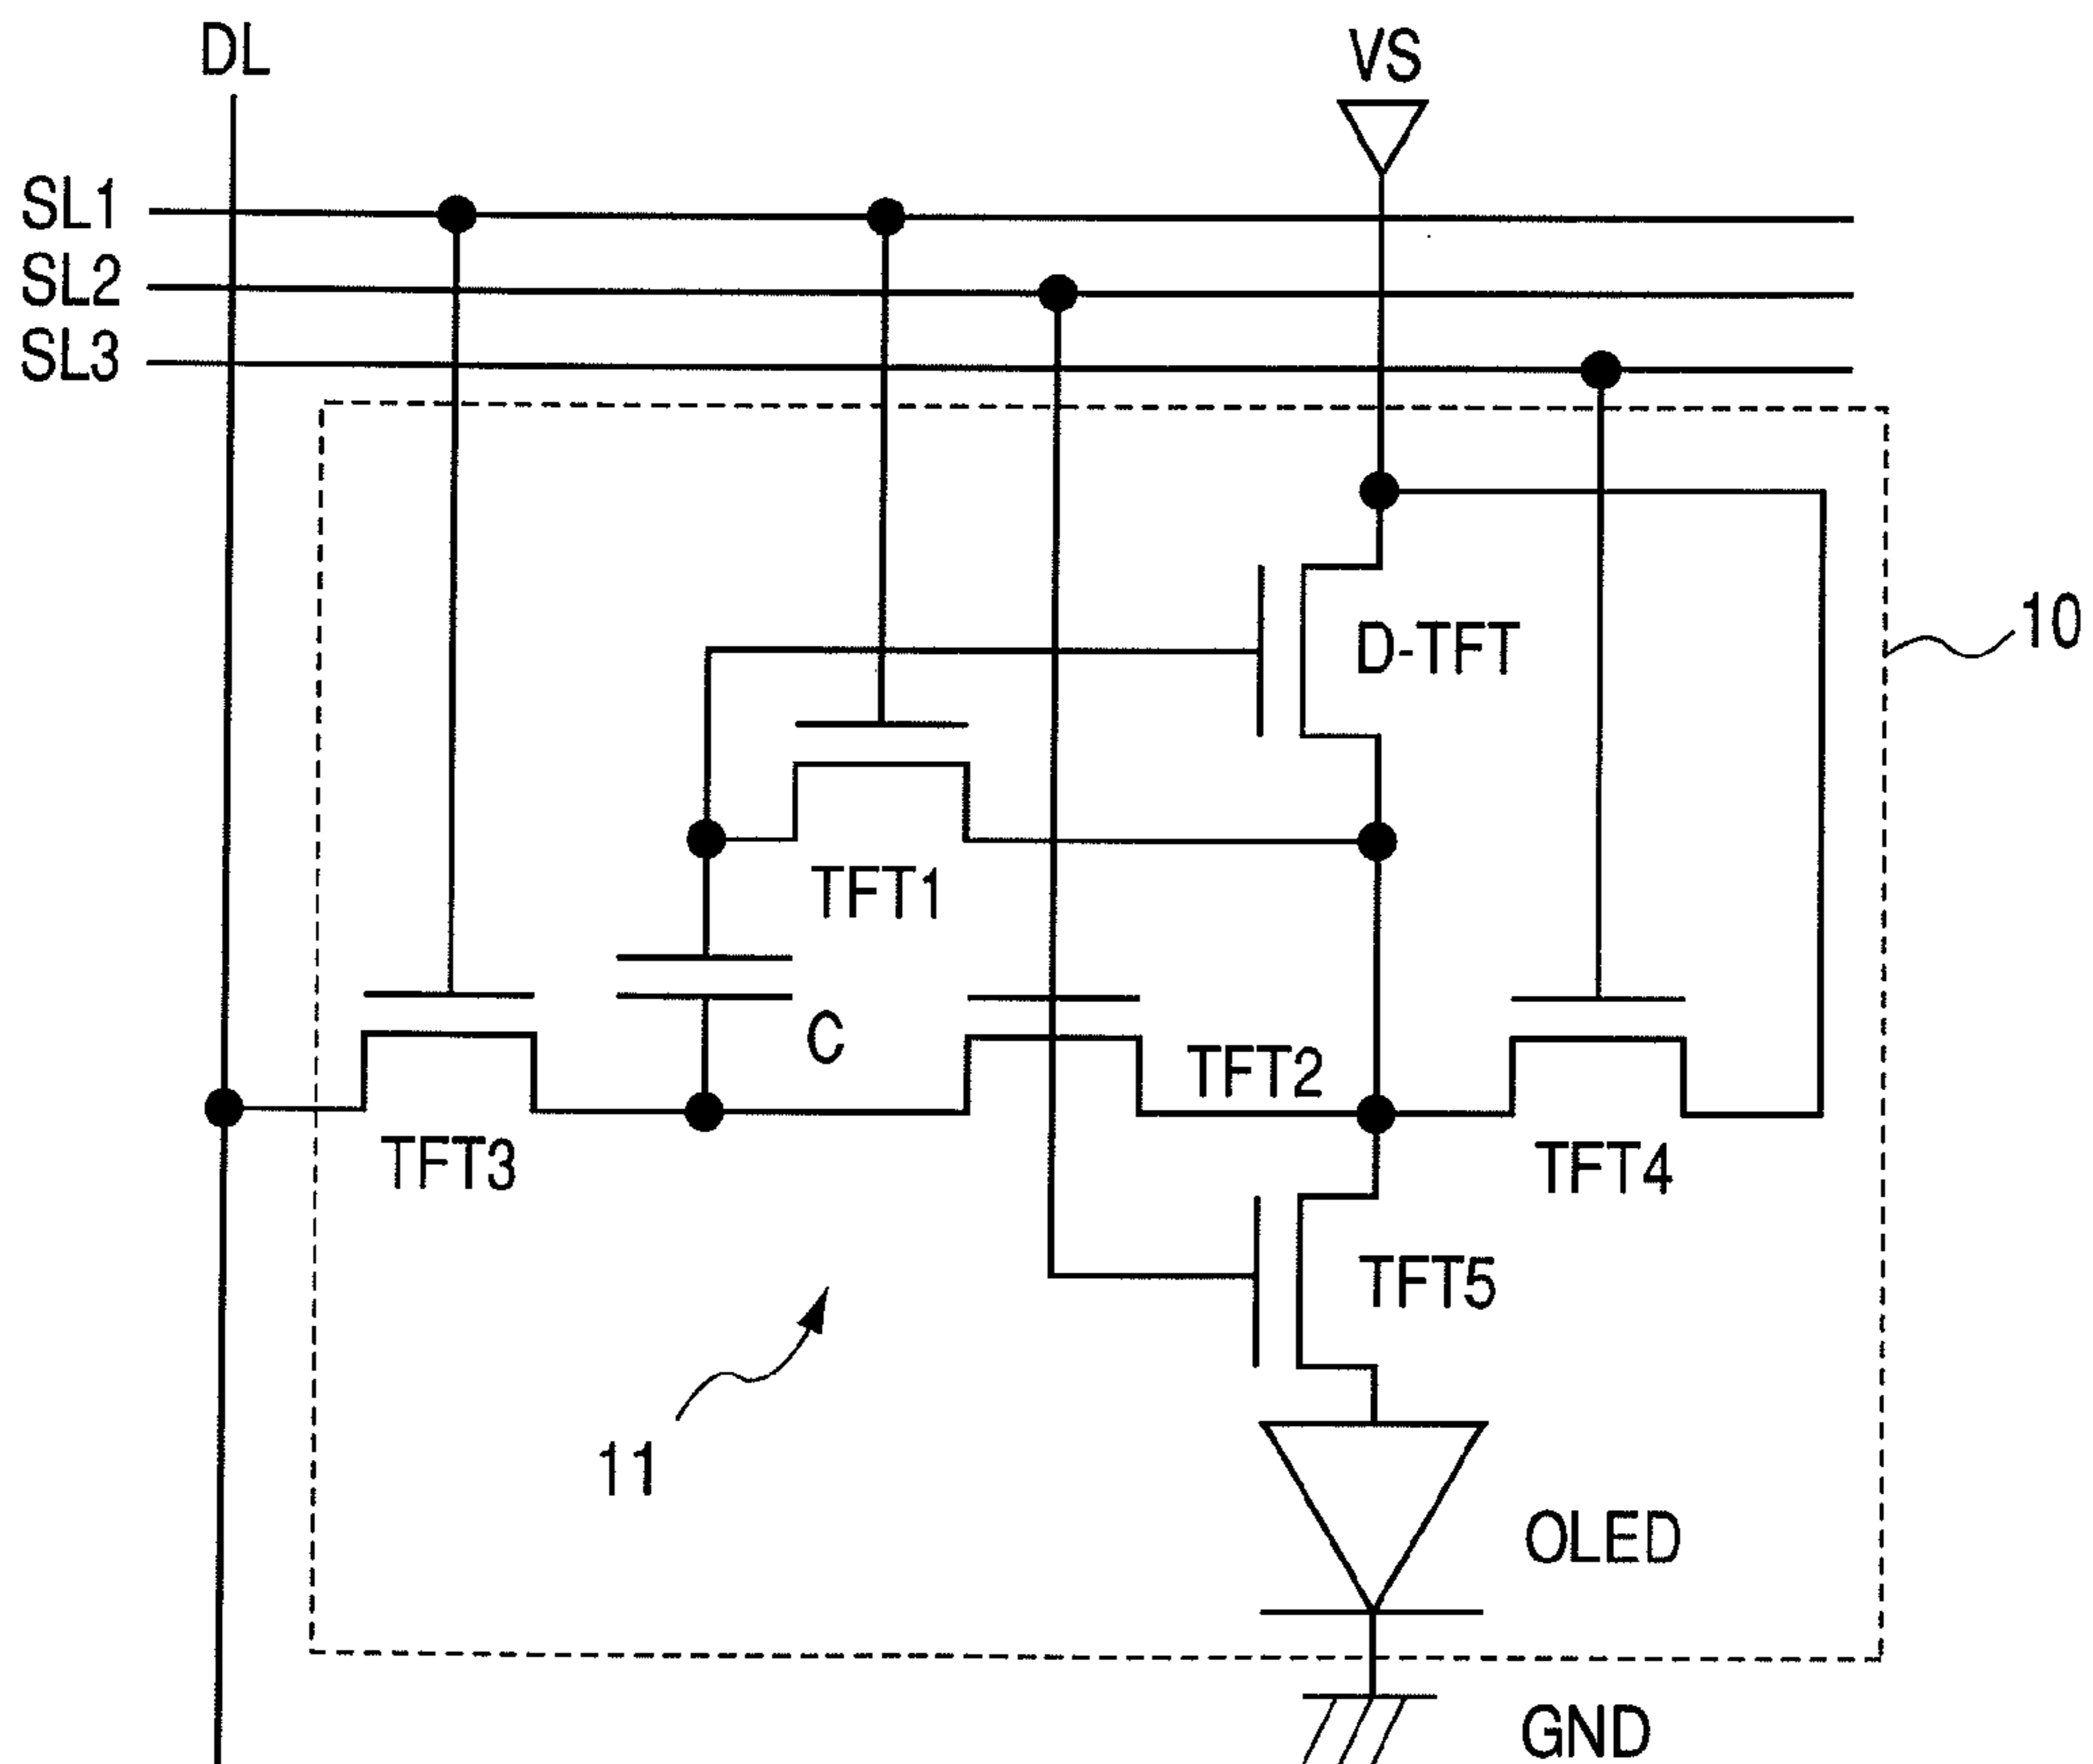 DL
VS
SL1
SL2
SL3
10
D-TFT
TFT1
C
TFT2
TFT3
TFT4
TFT5
11
OLED
GND